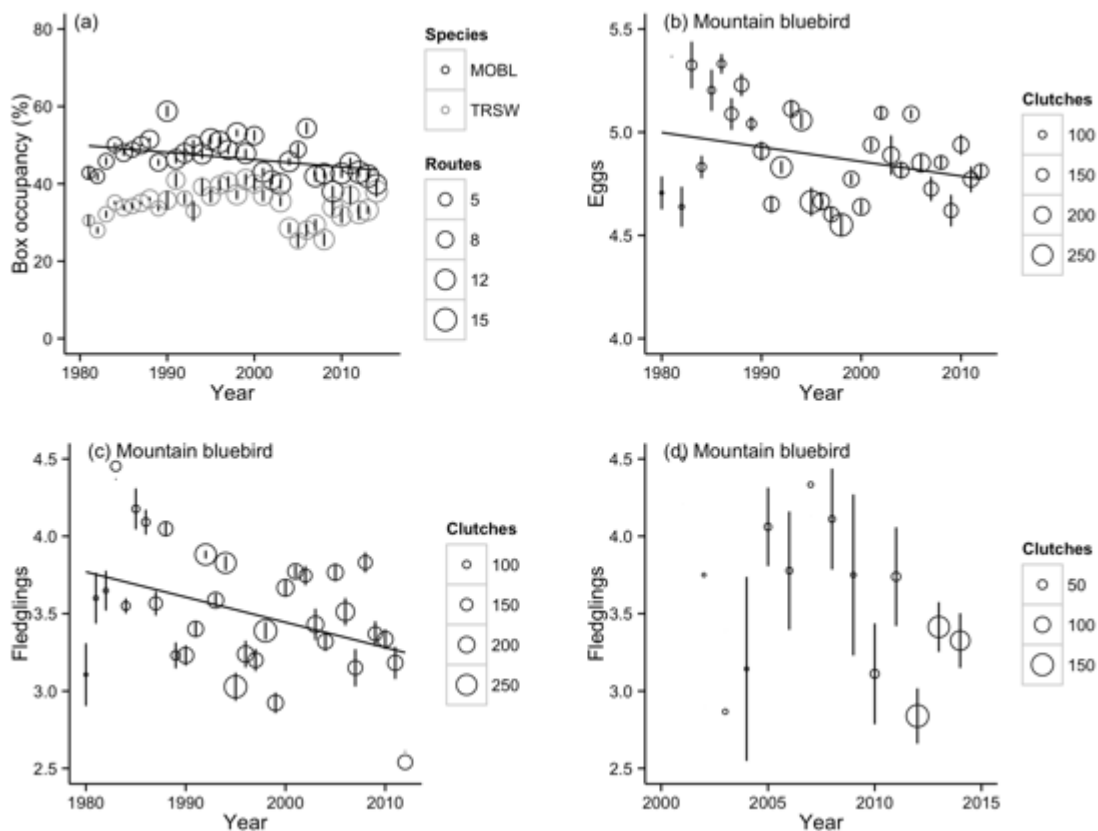 (a)
80
60
40
20
0
Box occupancy (%)
1980 1990 2000 2010
Year
Species
MOBL
TRSW
Routes
5
8
12
15
(b) Mountain bluebird
5.5
5.0
4.5
4.0
Eggs
1980 1990 2000 2010
Year
Clutches
100
150
200
250
(c) Mountain bluebird
4.5
4.0
3.5
3.0
2.5
Fledglings
1980 1990 2000 2010
Year
Clutches
100
150
200
250
(d) Mountain bluebird
4.5
4.0
3.5
3.0
2.5
Fledglings
2000 2005 2010 2015
Year
Clutches
50
100
150